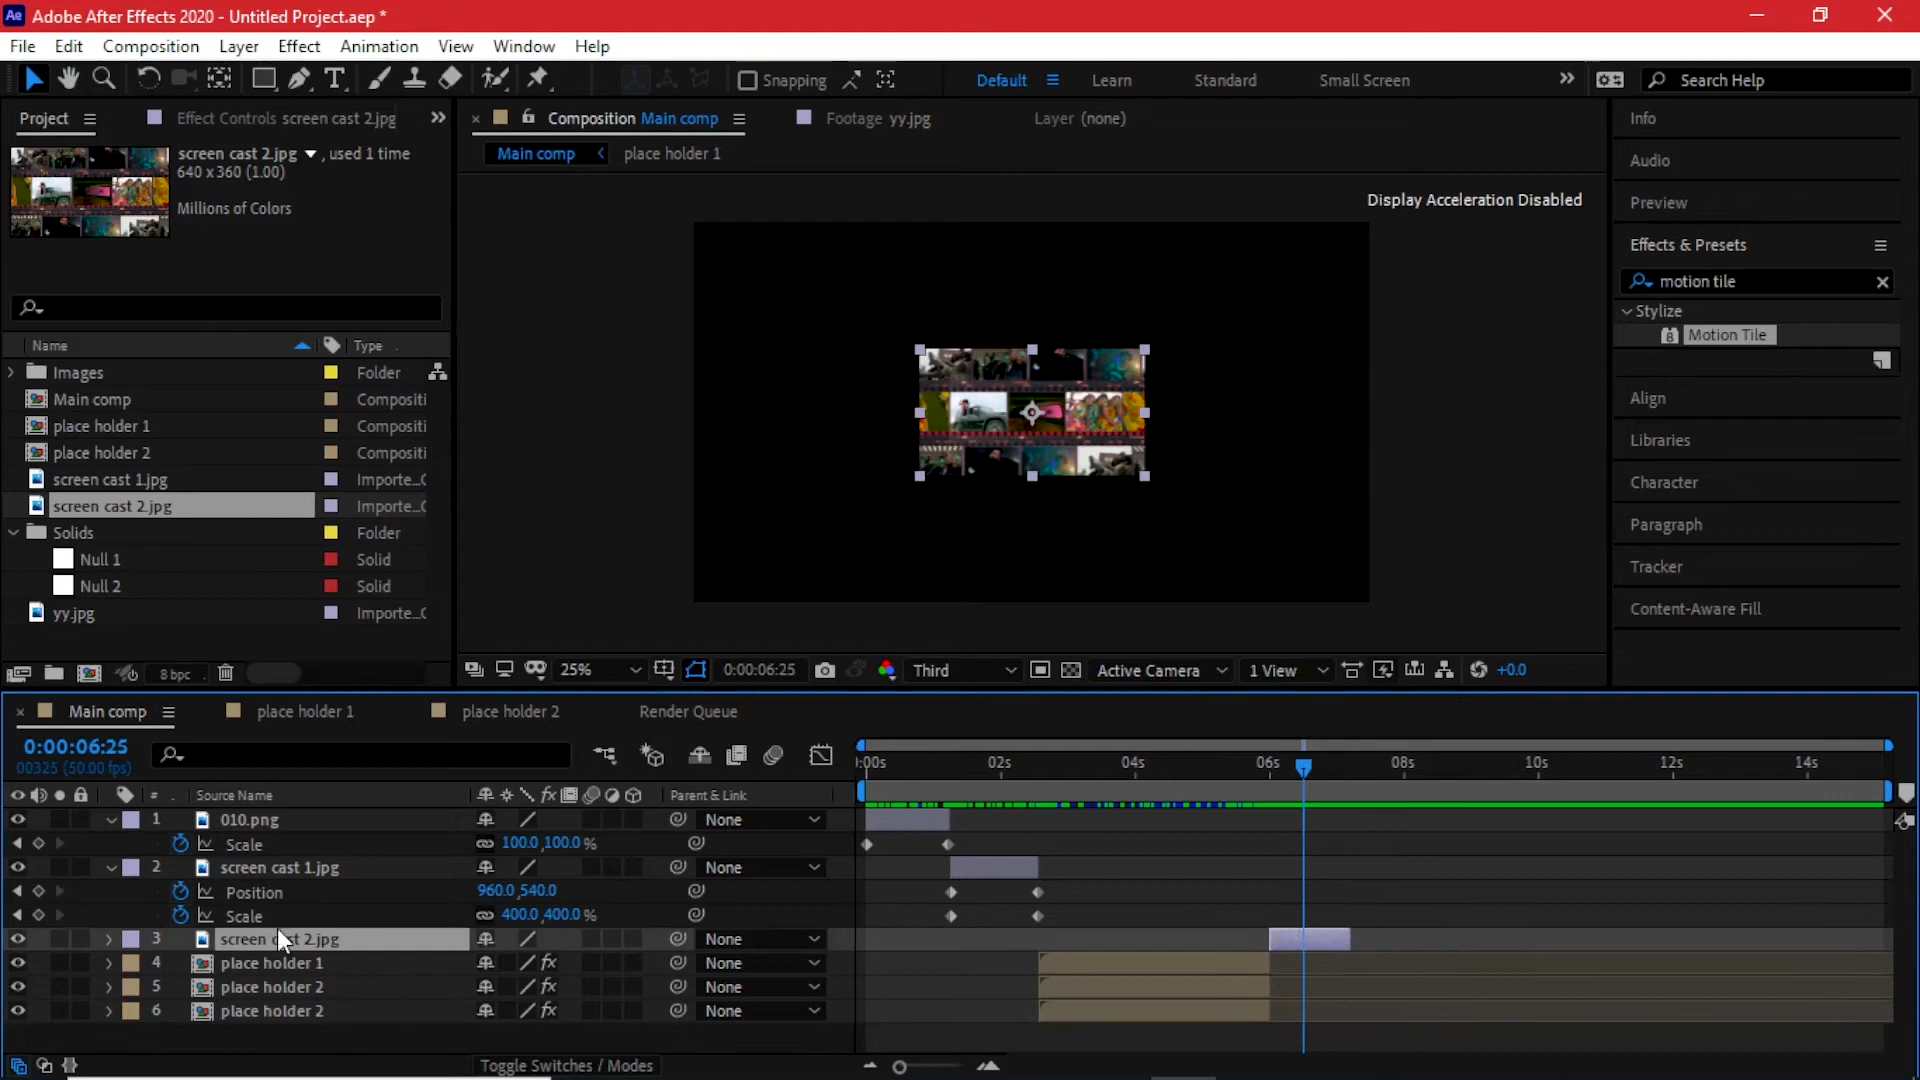 Ae Adobe After Effects 2020 - Untitled Project.aep *
File Edit Composition Layer Effect Animation View Window Help
Snapping Default Learn Standard Small Screen Search Help
Project Effect Controls screen cast 2.jpg
screen cast 2.jpg , used 1 time
640 x 360 (1.00)
Millions of Colors
Name Type
Images Folder
Main comp Compositi
place holder 1 Compositi
place holder 2 Compositi
screen cast 1.jpg Importe...
screen cast 2.jpg Importe...
Solids Folder
Null 1 Solid
Null 2 Solid
yy.jpg Importe...
8 bpc
Composition Main comp Footage yy.jpg Layer (none)
Main comp place holder 1
Display Acceleration Disabled
25% 0:00:06:25 Third Active Camera 1 View +0.0
Info
Audio
Preview
Effects & Presets
motion tile
Stylize
8 Motion Tile
Align
Libraries
Character
Paragraph
Tracker
Content-Aware Fill
Main comp place holder 1 place holder 2 Render Queue
0:00:06:25
00325 (50.00 fps)
:00s 02s 04s 06s 08s 10s 12s 14s
# . Source Name fx Parent & Link
1 010.png None
Scale 100.0,100.0 %
2 screen cast 1.jpg None
Position 960.0,540.0
Scale 400.0,400.0 %
3 screen cast 2.jpg None
4 place holder 1 fx None
5 place holder 2 fx None
6 place holder 2 fx None
Toggle Switches / Modes